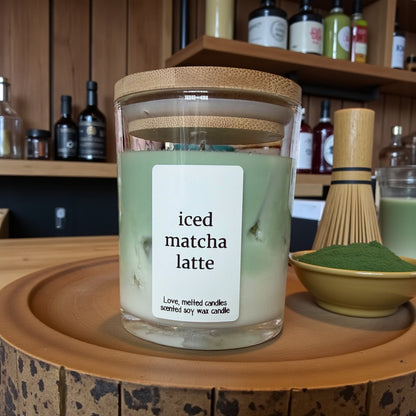 iced
matcha
latte
Love, melted candles
scented soy wax candle